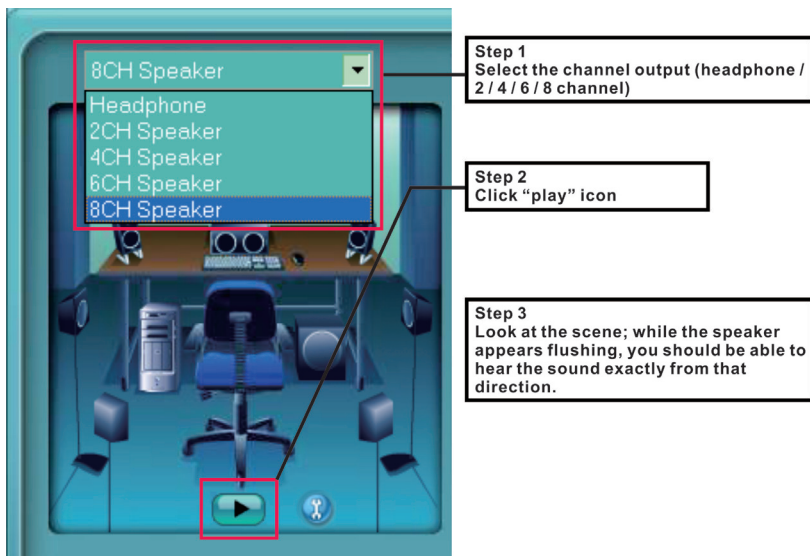 8CH Speaker
Headphone
2CH Speaker
4CH Speaker
6CH Speaker
8CH Speaker
Step 1
Select the channel output (headphone /
2 / 4 / 6 / 8 channel)
Step 2
Click “play” icon
Step 3
Look at the scene; while the speaker
appears flushing, you should be able to
hear the sound exactly from that
direction.